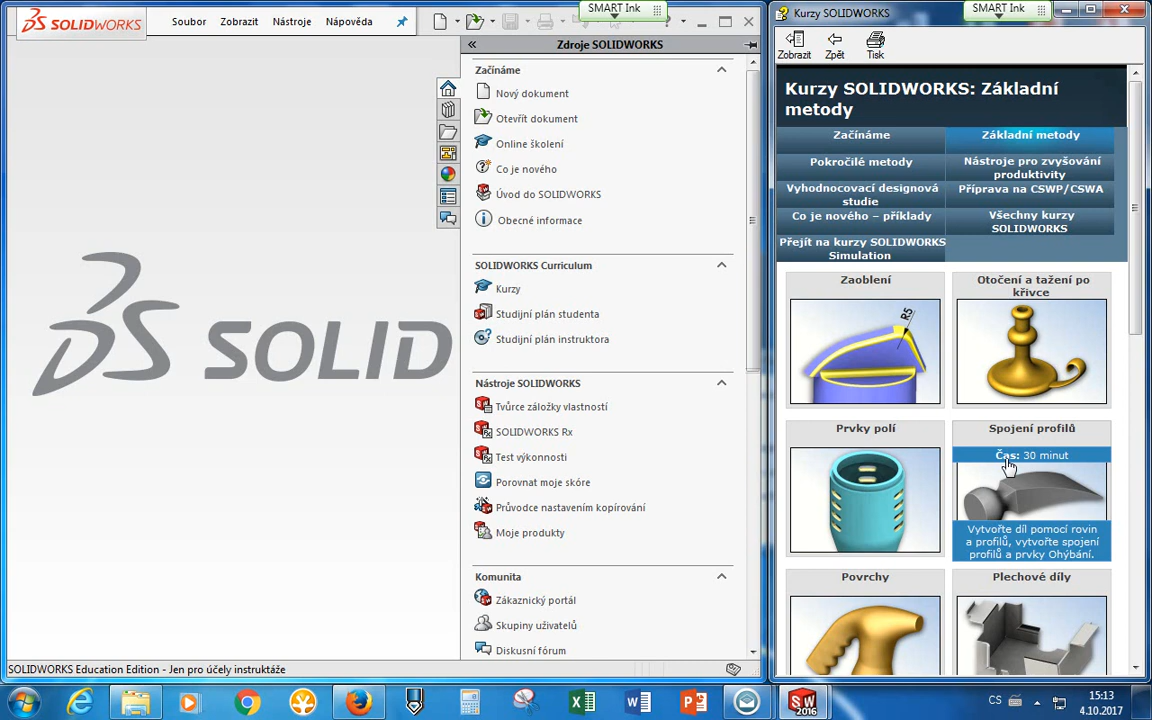 SOLIDWORKS
Soubor
Zobrazit
Nástroje
Nápověda
SMART Ink
?
Zdroje SOLIDWORKS
Začínáme
Nový dokument
Otevřít dokument
Online školení
Co je nového
Úvod do SOLIDWORKS
Obecné informace
SOLIDWORKS Curriculum
Kurzy
Studijní plán studenta
Studijní plán instruktora
Nástroje SOLIDWORKS
Tvůrce záložky vlastností
SOLIDWORKS Rx
Test výkonnosti
Porovnat moje skóre
Průvodce nastavením kopírování
Moje produkty
Komunita
Zákaznický portál
Skupiny uživatelů
Diskusní fórum
SOLID
SOLIDWORKS Education Edition - Jen pro účely instruktáže
Kurzy SOLIDWORKS
SMART Ink
Zobrazit
Zpět
Tisk
Kurzy SOLIDWORKS: Základní
metody
Začínáme
Základní metody
Pokročilé metody
Nástroje pro zvyšování
produktivity
Vyhodnocovací designová
studie
Příprava na CSWP/CSWA
Co je nového – příklady
Všechny kurzy
SOLIDWORKS
Přejít na kurzy SOLIDWORKS
Simulation
Zaoblení
R5
Otočení a tažení po
křivce
Prvky polí
Spojení profilů
Čas: 30 minut
Vytvořte díl pomocí rovin
a profilů, vytvořte spojení
profilů a prvky Ohýbání.
Povrchy
Plechové díly
SW
2016
CS
15:13
4.10.2017